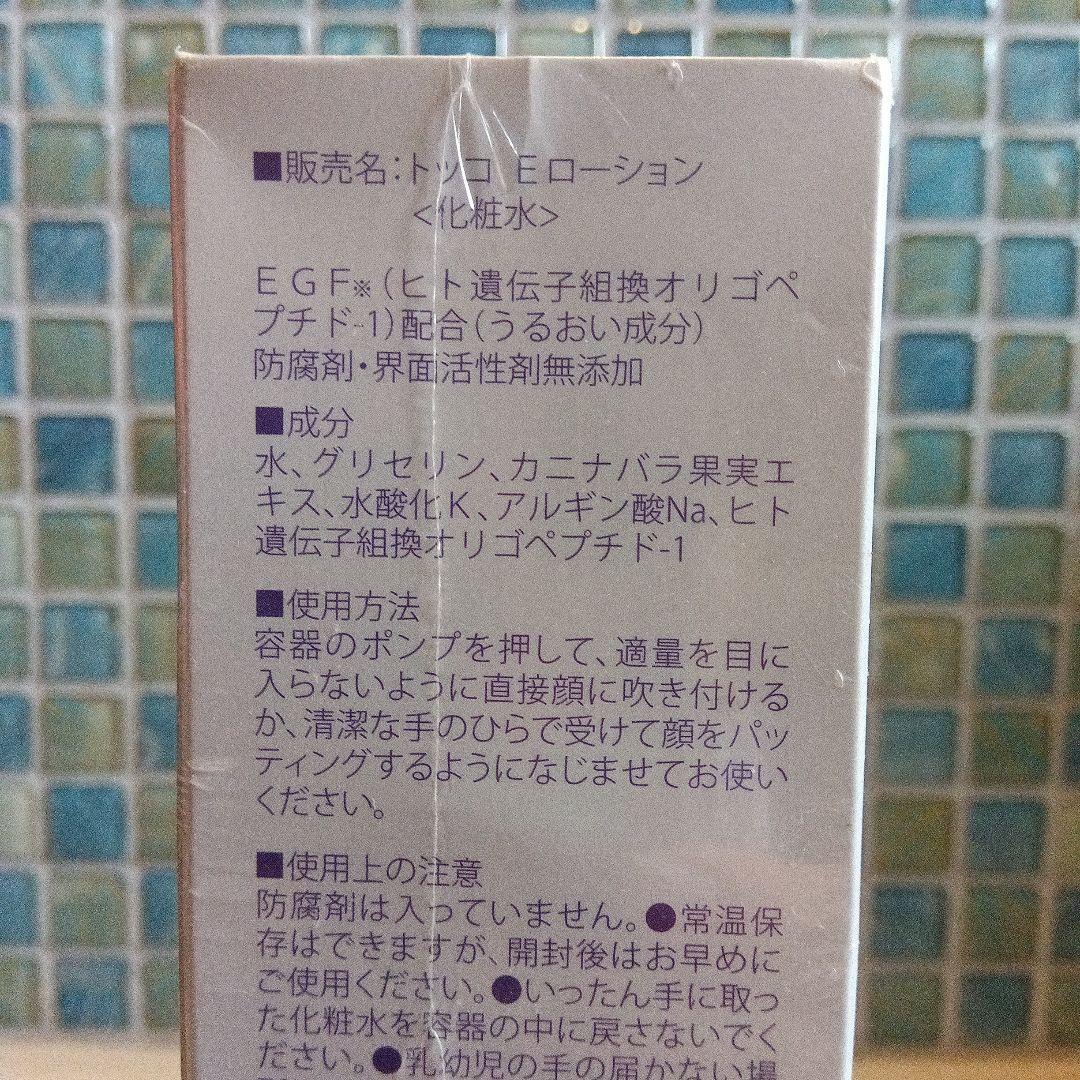 ■販売名:トッコ Eローション
<化粧水>
EGF※(ヒト遺伝子組換オリゴペ
プチド-1)配合(うるおい成分)
防腐剤・界面活性剤無添加
■成分
水、グリセリン、カニナバラ果実エ
キス、水酸化K、アルギン酸Na、ヒト
遺伝子組換オリゴペプチド-1
■使用方法
容器のポンプを押して、適量を目に
入らないように直接顔に吹き付ける
か、清潔な手のひらで受けて顔をパッ
ティングするようになじませてお使い
ください。
■使用上の注意
防腐剤は入っていません。●常温保
存はできますが、開封後はお早めに
ご使用ください。●いったん手に取っ
た化粧水を容器の中に戻さないでく
ださい。●乳幼児の手の届かない場